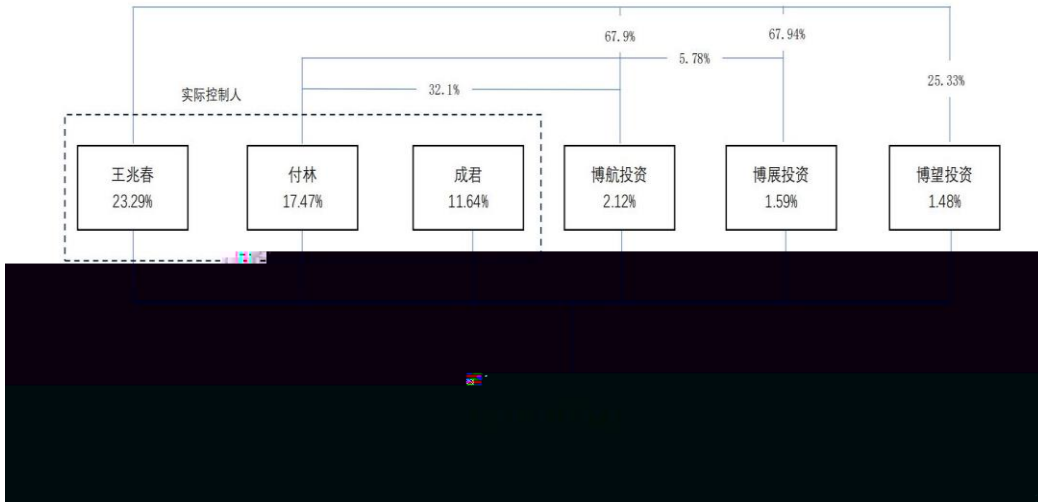 67.9%
67.94%
5.78%
25.33%
32.1%
实际控制人
王兆春
23.29%
付林
17.47%
成君
11.64%
博航投资
2.12%
博展投资
1.59%
博望投资
1.48%